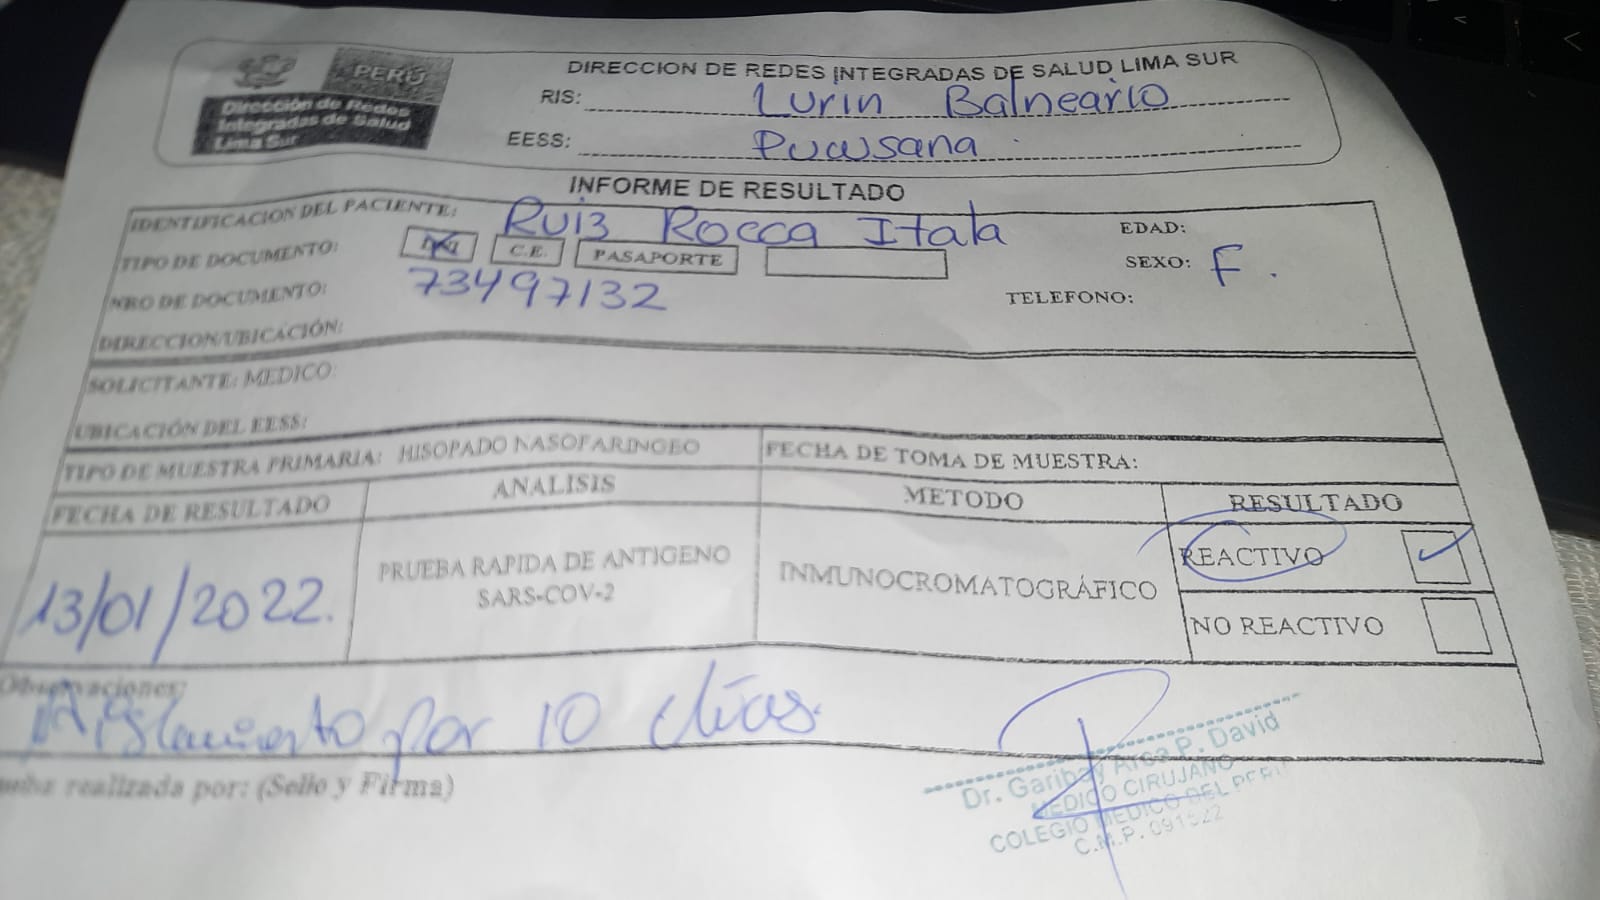 PERÚ
Dirección de Redes
Integradas de Salud
Lima Sur
DIRECCION DE REDES INTEGRADAS DE SALUD LIMA SUR
RIS: Lurin Balneario
EESS: Pucusana
INFORME DE RESULTADO
IDENTIFICACION DEL PACIENTE: Ruiz Rocca Itala
EDAD:
TIPO DE DOCUMENTO: DNI C.E. PASAPORTE
SEXO: F.
NRO DE DOCUMENTO: 73497132
TELEFONO:
DIRECCION/UBICACIÓN:
SOLICITANTE: MEDICO:
UBICACIÓN DEL EESS:
TIPO DE MUESTRA PRIMARIA: HISOPADO NASOFARINGEO
FECHA DE TOMA DE MUESTRA:
FECHA DE RESULTADO ANALISIS METODO RESULTADO
13/01/2022.
PRUEBA RAPIDA DE ANTIGENO
SARS-COV-2
INMUNOCROMATOGRÁFICO
REACTIVO
NO REACTIVO
Observaciones:
Aislamiento por 10 días.
realizada por: (Sello y Firma)
Dr. Garibay P. David
MEDICO CIRUJANO
COLEGIO MEDICO DEL PERU
C.M.P.